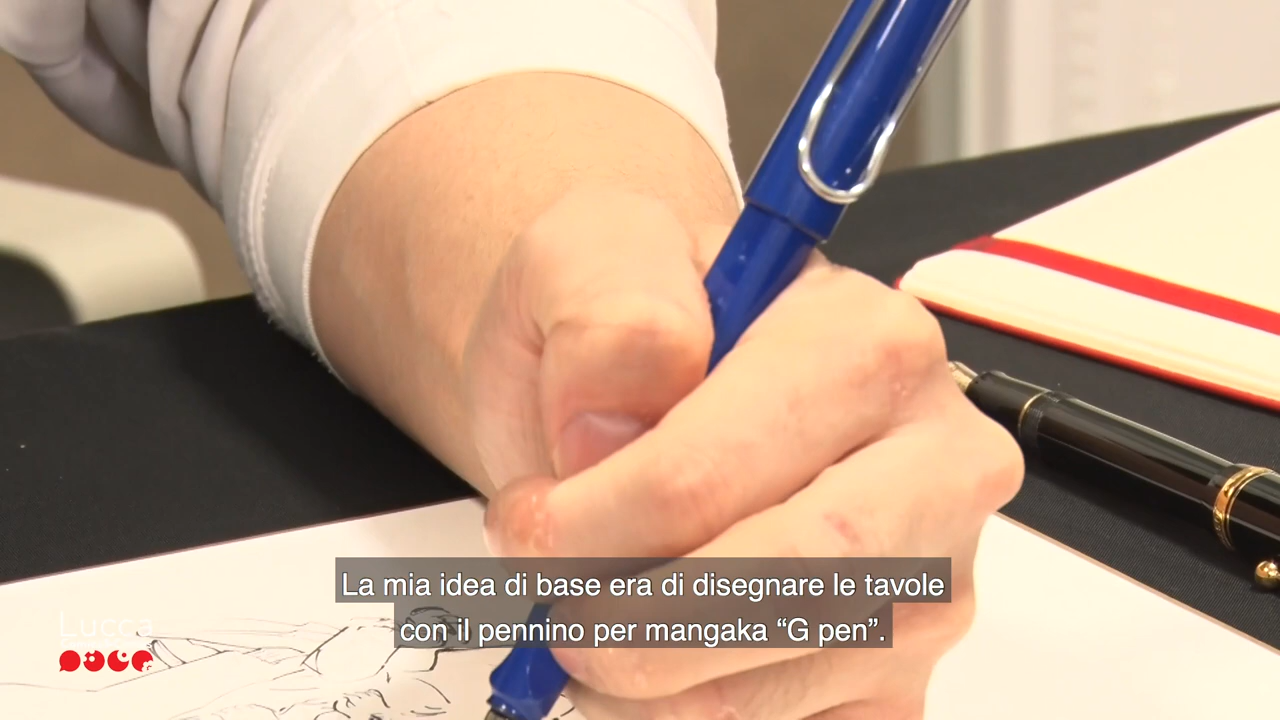 La mia idea di base era di disegnare le tavole
con il pennino per mangaka “G pen”.
Lucca